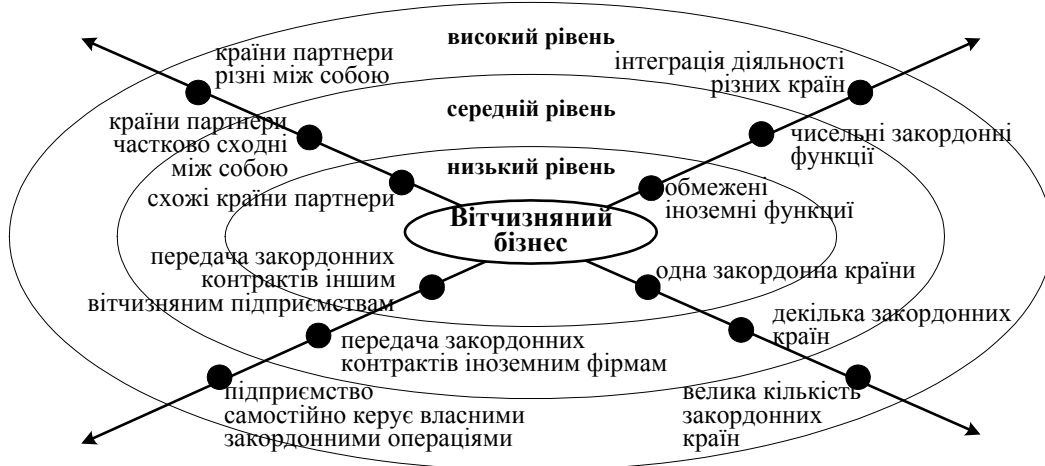 високий рівень
країни партнери
різні між собою
інтеграція діяльності
різних країн
середній рівень
країни партнери
частково сходні
між собою
чисельні закордонні
функції
низький рівень
схожі країни партнери
обмежені
іноземні функциї
Вітчизняний
бізнес
передача закордонних
контрактів іншим
вітчизняним підприємствам
одна закордонна країни
декілька закордонних
країн
передача закордонних
контрактів іноземним фірмам
підприємство
самостійно керує власними
закордонними операціями
велика кількість
закордонних
країн